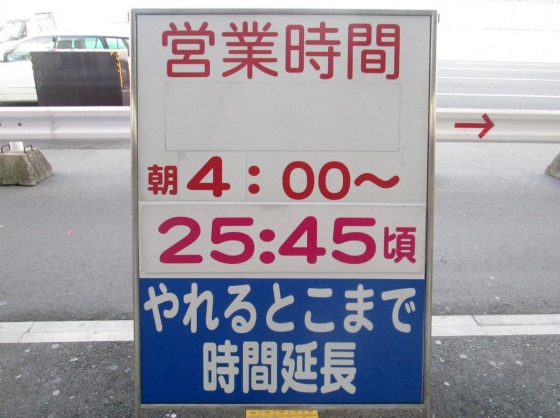 営業時間
朝4:00～
25:45頃
やれるとこまで
時間延長